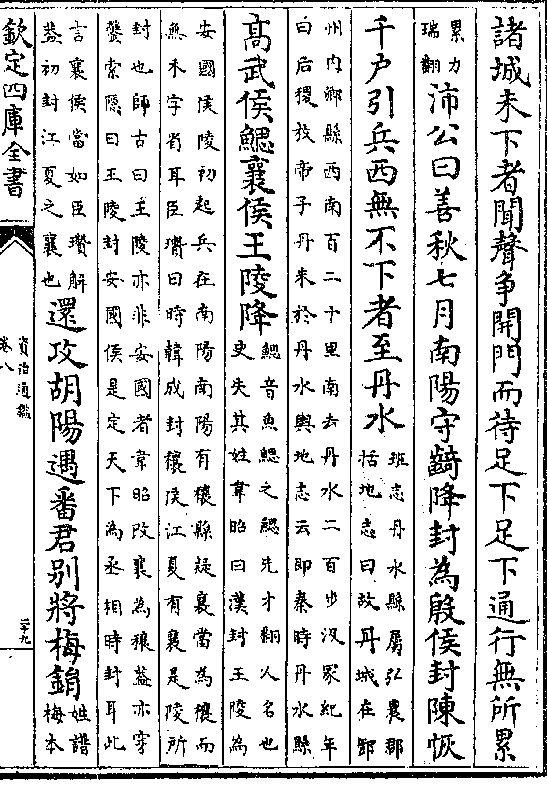 諸城未下者聞聲爭開門而待足下足下通行無所累
累力瑞翻沛公曰善秋七月南陽守齮降封為殷侯封陳恢
千户引兵西無不下者至丹水班志丹水縣屬弘農郡括地志曰故丹城在鄧
州内鄉縣西南百二十里南去丹水二百步汲冢紀年曰后稷放帝子丹朱於丹水輿地志云即秦時丹水縣
高武侯鰓襄侯王陵降鰓音魚鰓之鰓先才翻人名也史失其姓韋昭曰漢封王陵為
安國侯陵初起兵在南陽南陽有穰縣疑襄當為穰而無禾字省耳臣瓚曰時韓成封穰侯江夏有襄是陵所
封也師古曰王陵亦非安國者韋昭改襄為穰葢亦穿鑿索隱曰王陵封安國侯是定天下為丞相時封耳此
言襄侯當如臣瓚解葢初封江夏之襄也還攻胡陽遇番君别將梅鋗姓譜梅本
欽定四庫全書
資治通鑑
卷八
二十九